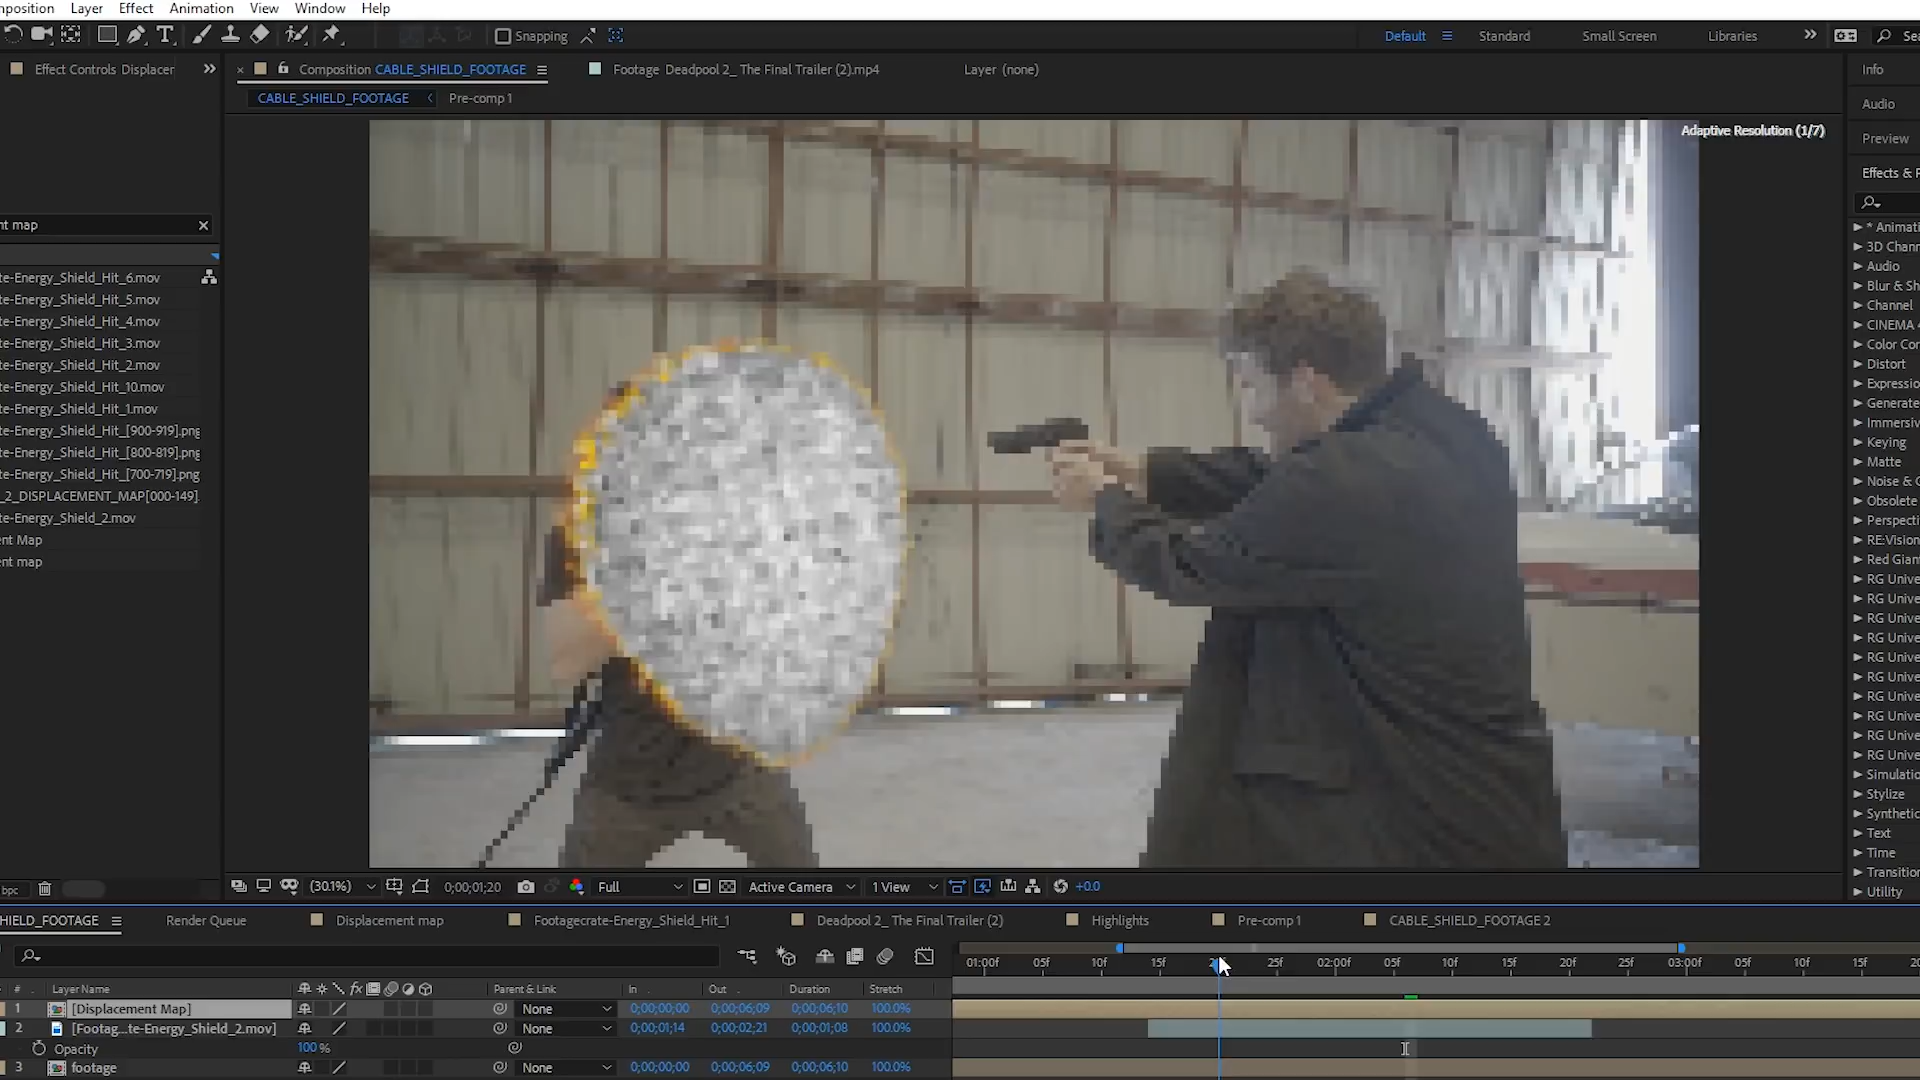 nposition Layer Effect Animation View Window Help
Snapping Default Standard Small Screen Libraries Sea
Effect Controls Displacer Composition CABLE_SHIELD_FOOTAGE Footage Deadpool 2_ The Final Trailer (2).mp4 Layer (none) Info
CABLE_SHIELD_FOOTAGE Pre-comp 1
Audio
Adaptive Resolution (1/7)
Preview
Effects & P
nt map
* Animati
3D Chann
Audio
Blur & Sh
Channel
CINEMA 4
Color Cor
Distort
Expressio
Generate
Immersiv
Keying
Matte
Noise & G
Obsolete
Perspecti
RE:Vision
Red Giant
RG Unive
RG Unive
RG Unive
RG Unive
RG Unive
RG Unive
RG Unive
RG Unive
RG Unive
RG Unive
Simulatio
Stylize
Synthetic
Text
Time
Transition
Utility
te-Energy_Shield_Hit_6.mov
te-Energy_Shield_Hit_5.mov
te-Energy_Shield_Hit_4.mov
te-Energy_Shield_Hit_3.mov
te-Energy_Shield_Hit_2.mov
te-Energy_Shield_Hit_10.mov
te-Energy_Shield_Hit_1.mov
te-Energy_Shield_Hit_[900-919].png
te-Energy_Shield_Hit_[800-819].png
te-Energy_Shield_Hit_[700-719].png
_2_DISPLACEMENT_MAP[000-149].
te-Energy_Shield_2.mov
ent Map
ent map
bpc (30.1%) 0;00;01;20 Full Active Camera 1 View +0.0
HIELD_FOOTAGE Render Queue Displacement map Footagecrate-Energy_Shield_Hit_1 Deadpool 2_ The Final Trailer (2) Highlights Pre-comp 1 CABLE_SHIELD_FOOTAGE 2
01:00f 05f 10f 15f 25f 02:00f 05f 10f 15f 20f 25f 03:00f 05f 10f 15f
# Layer Name fx Parent & Link In Out Duration Stretch
1 [Displacement Map] None 0;00;00;00 0;00;06;09 0;00;06;10 100.0%
2 [Footag...te-Energy_Shield_2.mov] None 0;00;01;14 0;00;02;21 0;00;01;08 100.0%
Opacity 100 %
3 footage None 0;00;00;00 0;00;06;09 0;00;06;10 100.0%